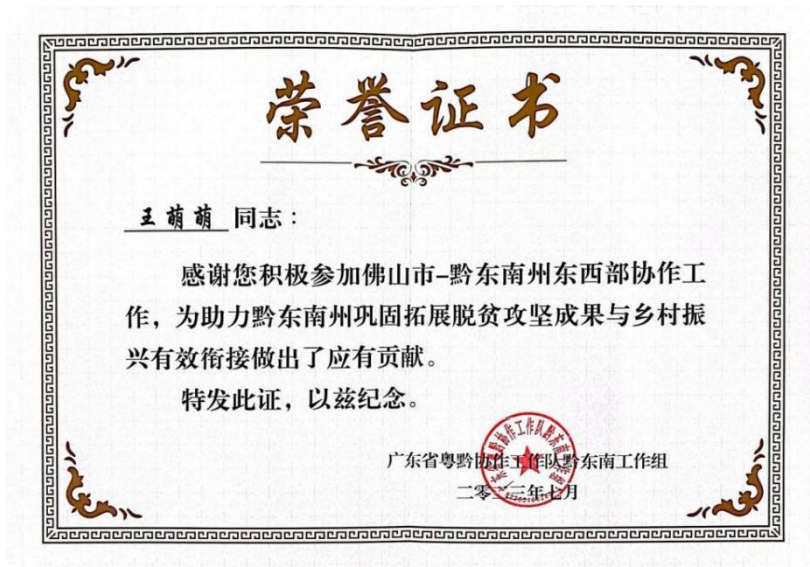 荣誉证书
王萌萌 同志：
感谢您积极参加佛山市–黔东南州东西部协作工
作，为助力黔东南州巩固拓展脱贫攻坚成果与乡村振
兴有效衔接做出了应有贡献。
特发此证，以兹纪念。
广东省粤黔协作工作队黔东南工作组
二零二三年七月